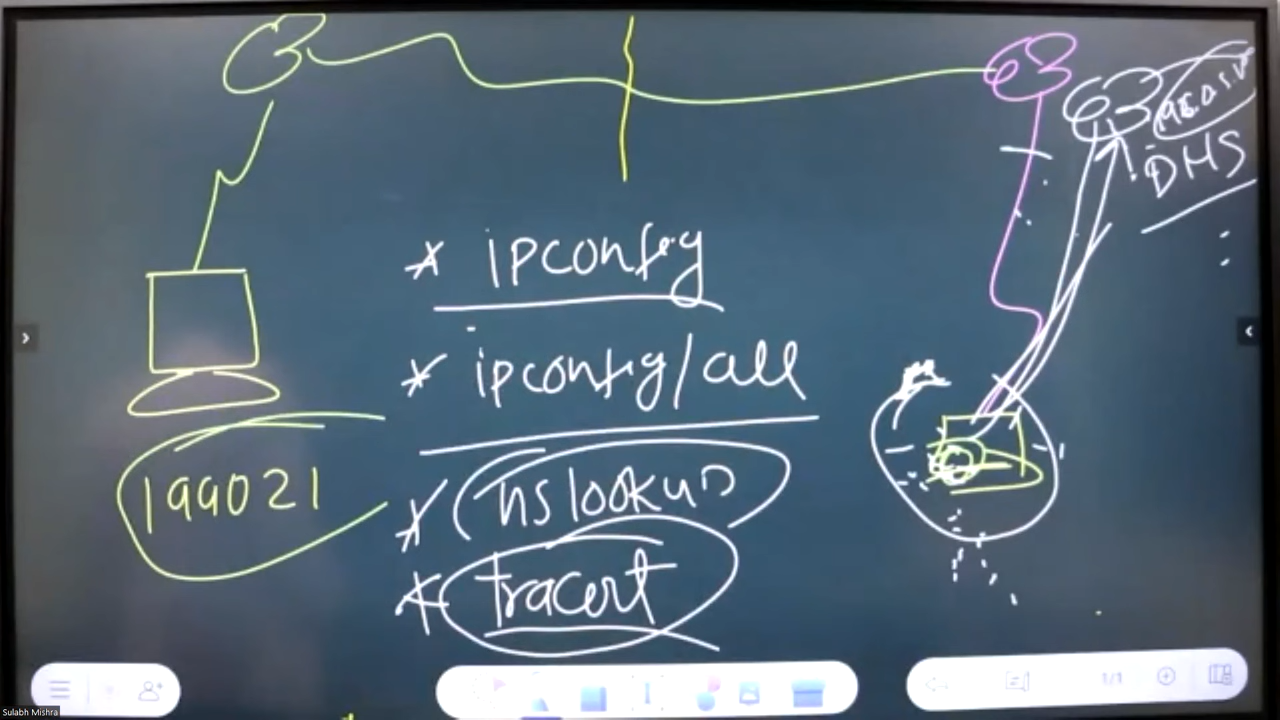 * ipconfig
* ipconfig/all
* nslookup
* tracert
199021
DHS
1/1
Sulabh Mishra